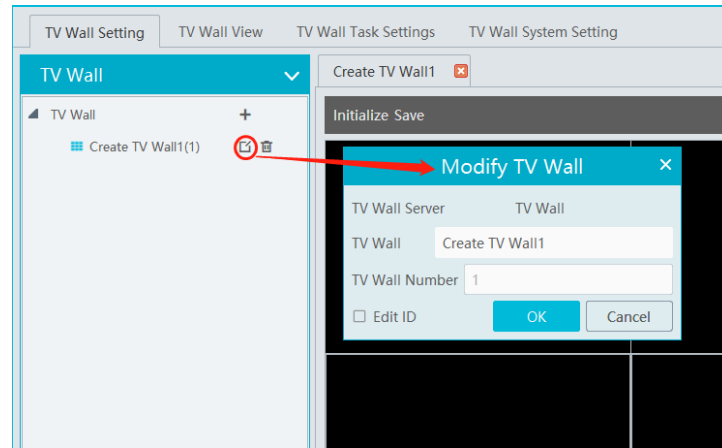 TV Wall Setting TV Wall View TV Wall Task Settings TV Wall System Setting
TV Wall
Create TV Wall1
TV Wall
Create TV Wall1(1)
Initialize Save
Modify TV Wall
TV Wall Server TV Wall
TV Wall Create TV Wall1
TV Wall Number 1
Edit ID OK Cancel